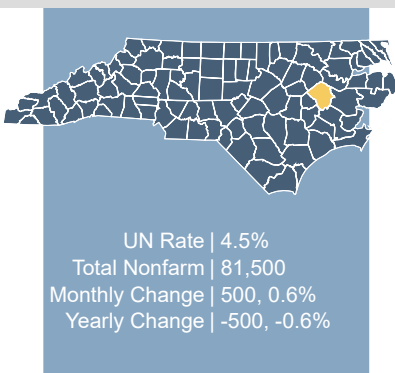 UN Rate | 4.5%
Total Nonfarm | 81,500
Monthly Change | 500, 0.6%
Yearly Change | -500, -0.6%